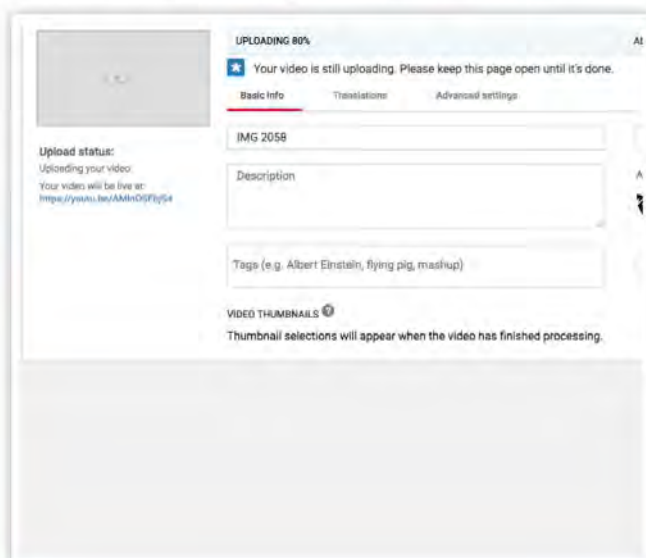 UPLOADING 80%
Your video is still uploading. Please keep this page open until it's done.
Basic Info Translations Advanced settings
IMG 2058
Description
Tags (e.g. Albert Einstein, flying pig, mashup)
VIDEO THUMBNAILS
Thumbnail selections will appear when the video has finished processing.
Upload status:
Uploading your video.
Your video will be live at: